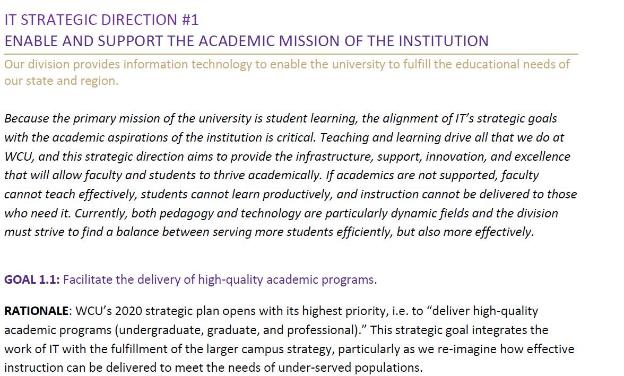 IT STRATEGIC DIRECTION #1
ENABLE AND SUPPORT THE ACADEMIC MISSION OF THE INSTITUTION
Our division provides information technology to enable the university to fulfill the educational needs of
our state and region.
Because the primary mission of the university is student learning, the alignment of IT’s strategic goals
with the academic aspirations of the institution is critical. Teaching and learning drive all that we do at
WCU, and this strategic direction aims to provide the infrastructure, support, innovation, and excellence
that will allow faculty and students to thrive academically. If academics are not supported, faculty
cannot teach effectively, students cannot learn productively, and instruction cannot be delivered to those
who need it. Currently, both pedagogy and technology are particularly dynamic fields and the division
must strive to find a balance between serving more students efficiently, but also more effectively.
GOAL 1.1: Facilitate the delivery of high-quality academic programs.
RATIONALE: WCU’s 2020 strategic plan opens with its highest priority, i.e. to “deliver high-quality
academic programs (undergraduate, graduate, and professional).” This strategic goal integrates the
work of IT with the fulfillment of the larger campus strategy, particularly as we re-imagine how effective
instruction can be delivered to meet the needs of under-served populations.